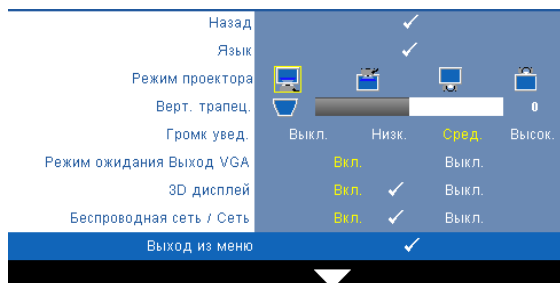 Назад
Язык
Режим проектора
Верт. трапец. 0
Громк увед. Выкл. Низк. Сред. Высок.
Режим ожидания Выход VGA Вкл. Выкл.
3D дисплей Вкл. Выкл.
Беспроводная сеть / Сеть Вкл. Выкл.
Выход из меню